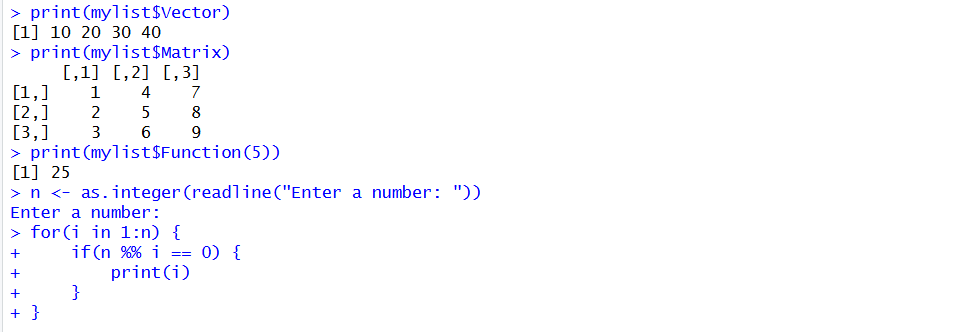 > print(mylist$Vector)
[1] 10 20 30 40
> print(mylist$Matrix)
     [,1] [,2] [,3]
[1,]    1    4    7
[2,]    2    5    8
[3,]    3    6    9
> print(mylist$Function(5))
[1] 25
> n <- as.integer(readline("Enter a number: "))
Enter a number:
> for(i in 1:n) {
+     if(n %% i == 0) {
+         print(i)
+     }
+ }